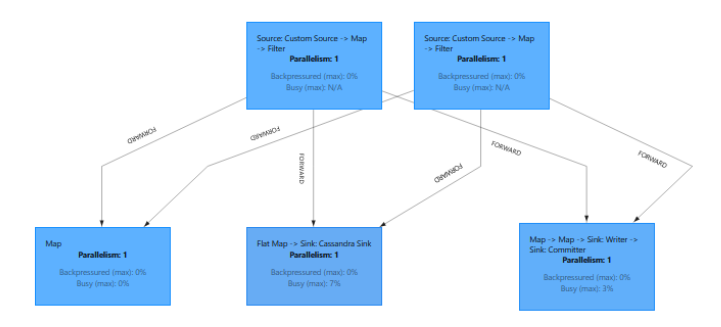 Source: Custom Source -> Map
-> Filter
Parallelism: 1
Backpressured (max): 0%
Busy (max): N/A
Source: Custom Source -> Map
-> Filter
Parallelism: 1
Backpressured (max): 0%
Busy (max): N/A
FORWARD
FORWARD
FORWARD
FORWARD
FORWARD
FORWARD
Map
Parallelism: 1
Backpressured (max): 0%
Busy (max): 0%
Flat Map -> Sink: Cassandra Sink
Parallelism: 1
Backpressured (max): 0%
Busy (max): 7%
Map -> Map -> Sink: Writer ->
Sink: Committer
Parallelism: 1
Backpressured (max): 0%
Busy (max): 3%